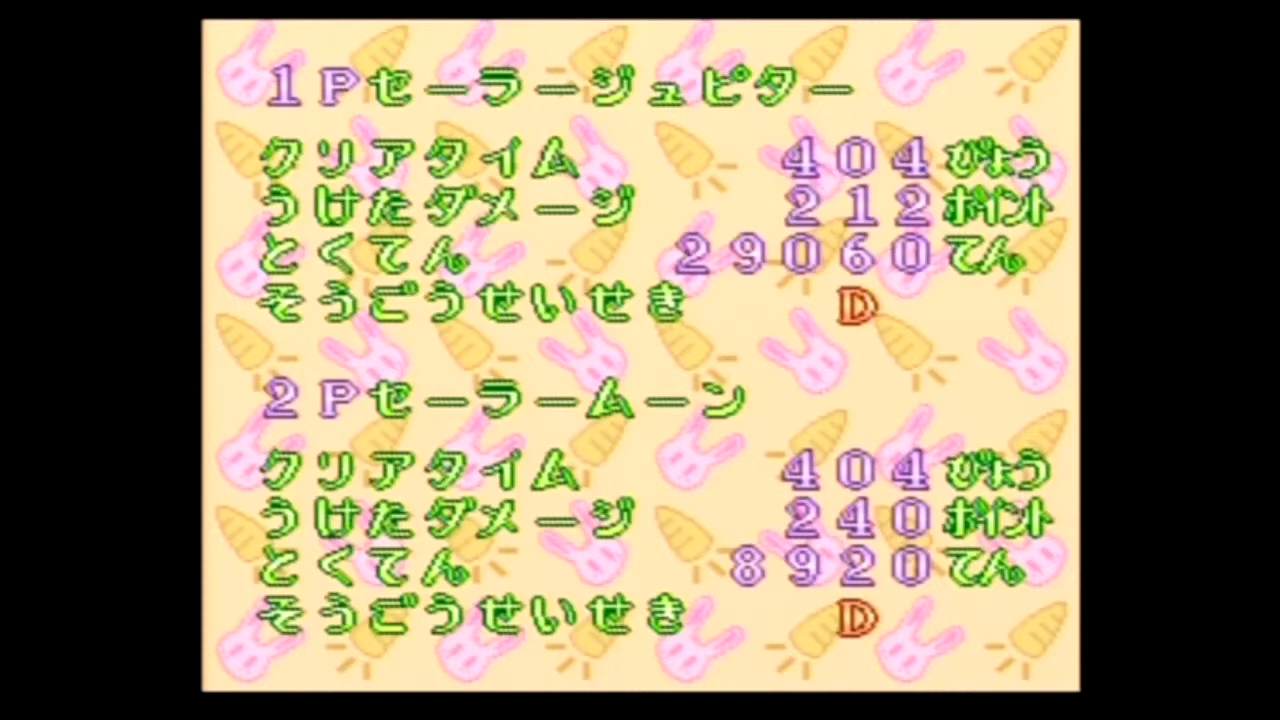 1Pセーラージュピター
クリアタイム 404びょう
うけたダメージ 212ポイント
とくてん 29060てん
そうごうせいせき D
2Pセーラームーン
クリアタイム 404びょう
うけたダメージ 240ポイント
とくてん 8920てん
そうごうせいせき D